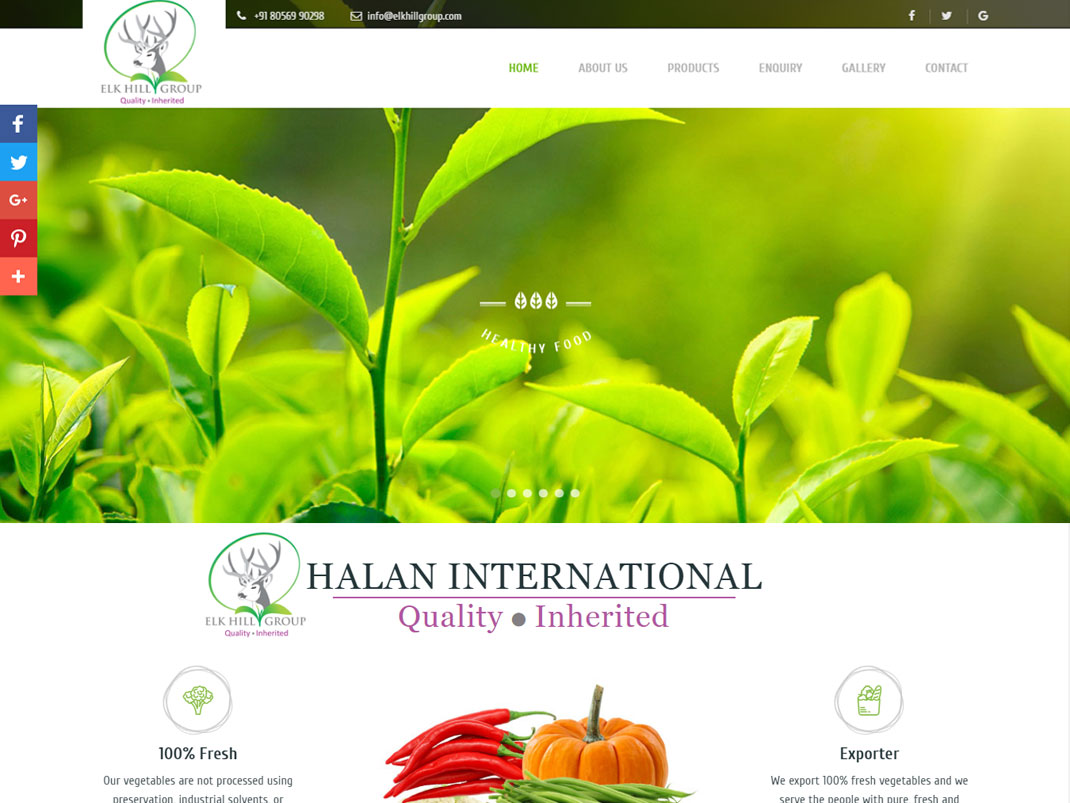 +91 80569 90298
info@elkhillgroup.com
ELK HILL GROUP
Quality • Inherited
HOME
ABOUT US
PRODUCTS
ENQUIRY
GALLERY
CONTACT
HEALTHY FOOD
ELK HILL GROUP
Quality • Inherited
HALAN INTERNATIONAL
Quality ● Inherited
100% Fresh
Our vegetables are not processed using
preservation, industrial solvents, or
Exporter
We export 100% fresh vegetables and we
serve the people with pure, fresh and